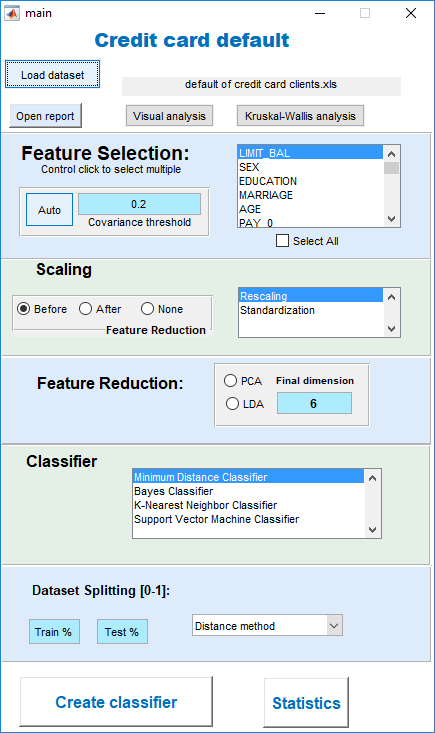 main
Credit card default
Load dataset
default of credit card clients.xls
Open report
Visual analysis
Kruskal-Wallis analysis
Feature Selection:
Control click to select multiple
Auto
0.2
Covariance threshold
LIMIT_BAL
SEX
EDUCATION
MARRIAGE
AGE
PAY_0
Select All
Scaling
Before
After
None
Feature Reduction
Rescaling
Standardization
Feature Reduction:
PCA
Final dimension
LDA
6
Classifier
Minimum Distance Classifier
Bayes Classifier
K-Nearest Neighbor Classifier
Support Vector Machine Classifier
Dataset Splitting [0-1]:
Train %
Test %
Distance method
Create classifier
Statistics